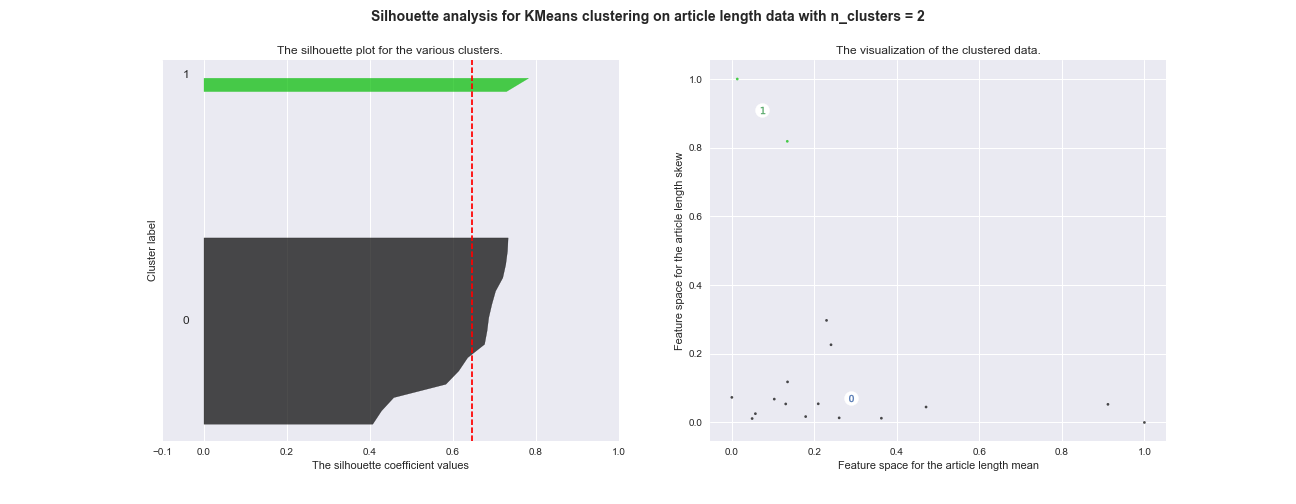 Silhouette analysis for KMeans clustering on article length data with n_clusters = 2
The silhouette plot for the various clusters.
1
0
Cluster label
−0.1 0.0 0.2 0.4 0.6 0.8 1.0
The silhouette coefficient values
The visualization of the clustered data.
1.0
0.8
0.6
0.4
0.2
0.0
Feature space for the article length skew
1
0
0.0 0.2 0.4 0.6 0.8 1.0
Feature space for the article length mean